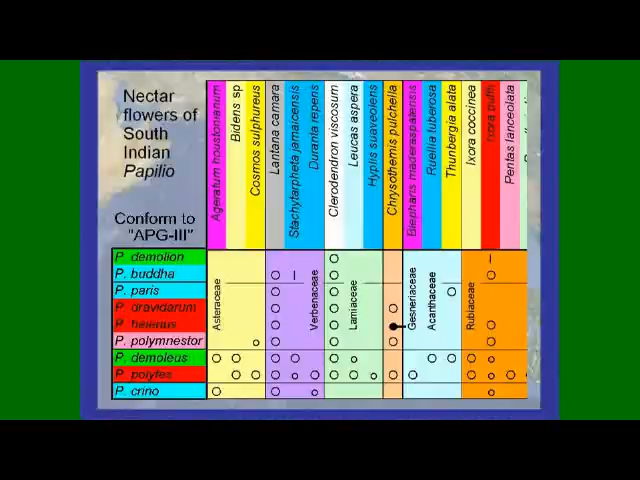 Nectar
flowers of
South
Indian
Papilio
Conform to
"APG-III"
Ageratum houstonianum
Bidens sp
Cosmos sulphureus
Lantana camara
Stachytarpheta jamaicensis
Duranta repens
Clerodendron viscosum
Leucas aspera
Hyptis suaveolens
Chrysothemis pulchella
Blepharis maderaspatensis
Ruellia tuberosa
Thunbergia alata
Ixora coccinea
Ixora
Pentas lanceolata
P. demolion
P. buddha
P. paris
P. dravidarum
P. helenus
P. polymnestor
P. demoleus
P. polytes
P. crino
Asteraceae
Verbenaceae
Lamiaceae
Gesneriaceae
Acanthaceae
Rubiaceae